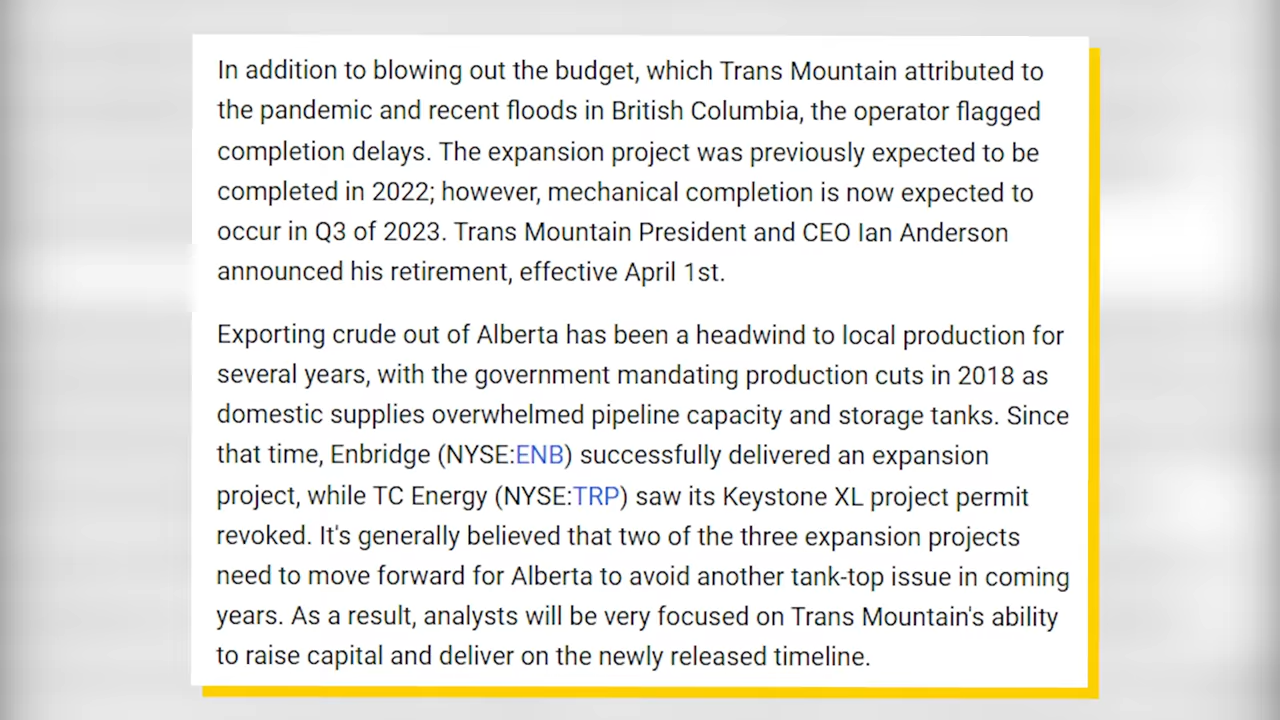 In addition to blowing out the budget, which Trans Mountain attributed to
the pandemic and recent floods in British Columbia, the operator flagged
completion delays. The expansion project was previously expected to be
completed in 2022; however, mechanical completion is now expected to
occur in Q3 of 2023. Trans Mountain President and CEO Ian Anderson
announced his retirement, effective April 1st.
Exporting crude out of Alberta has been a headwind to local production for
several years, with the government mandating production cuts in 2018 as
domestic supplies overwhelmed pipeline capacity and storage tanks. Since
that time, Enbridge (NYSE:ENB) successfully delivered an expansion
project, while TC Energy (NYSE:TRP) saw its Keystone XL project permit
revoked. It's generally believed that two of the three expansion projects
need to move forward for Alberta to avoid another tank-top issue in coming
years. As a result, analysts will be very focused on Trans Mountain's ability
to raise capital and deliver on the newly released timeline.